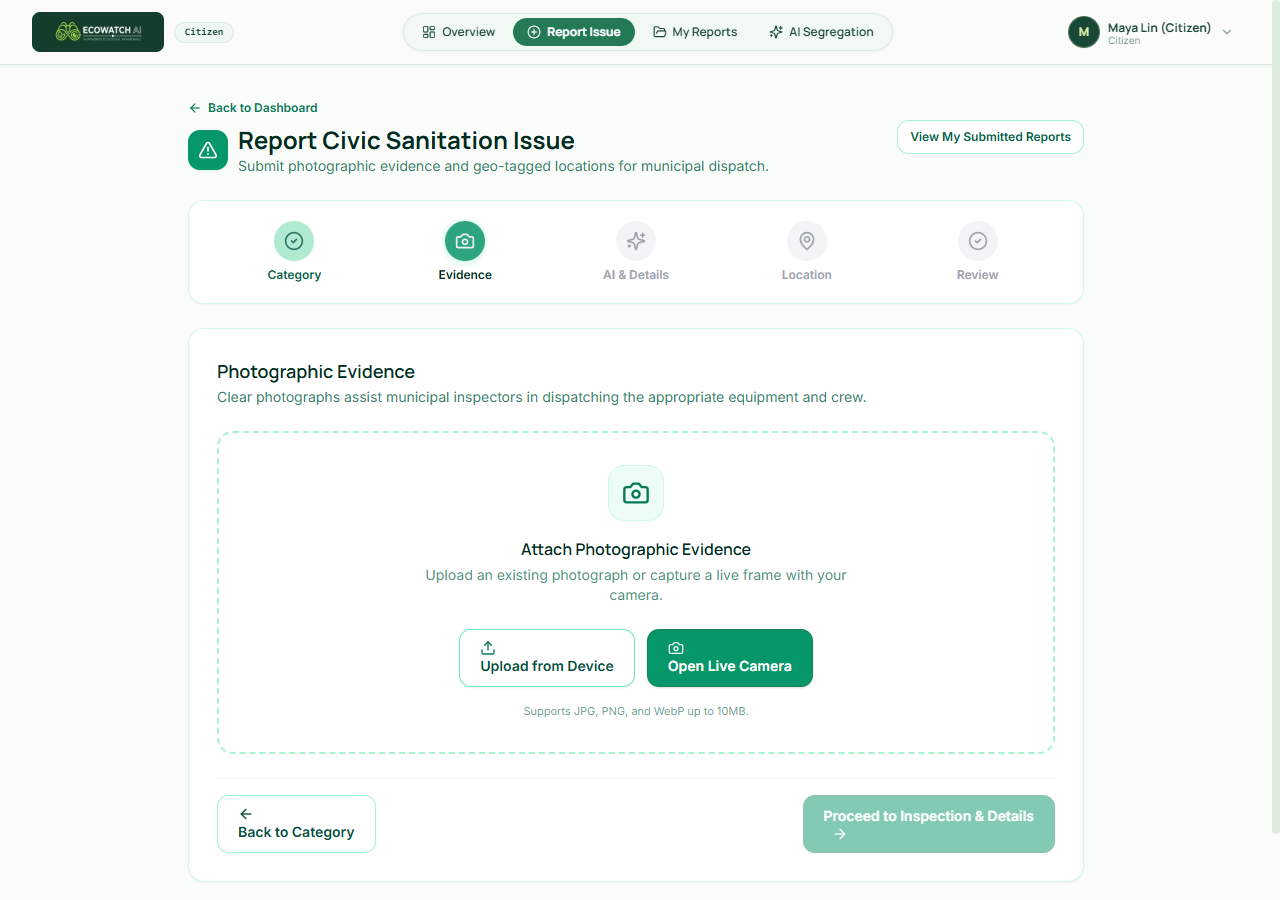 ECOWATCH AI
Citizen
Overview
Report Issue
My Reports
AI Segregation
M
Maya Lin (Citizen)
Citizen
Back to Dashboard
Report Civic Sanitation Issue
Submit photographic evidence and geo-tagged locations for municipal dispatch.
View My Submitted Reports
Category
Evidence
AI & Details
Location
Review
Photographic Evidence
Clear photographs assist municipal inspectors in dispatching the appropriate equipment and crew.
Attach Photographic Evidence
Upload an existing photograph or capture a live frame with your
camera.
Upload from Device
Open Live Camera
Supports JPG, PNG, and WebP up to 10MB.
Back to Category
Proceed to Inspection & Details